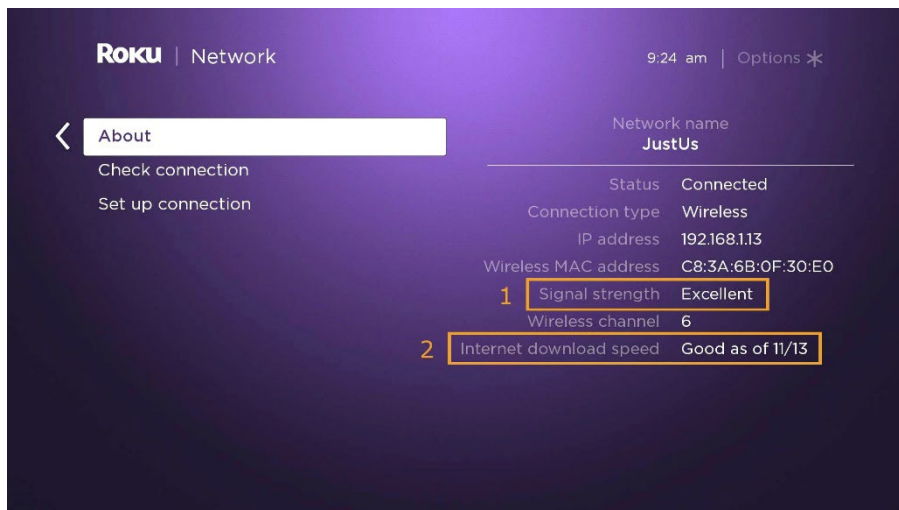 ROKU | Network
9:24 am | Options *
About
Check connection
Set up connection
Network name
JustUs
Status Connected
Connection type Wireless
IP address 192.168.1.13
Wireless MAC address C8:3A:6B:0F:30:E0
1 Signal strength Excellent
Wireless channel 6
2 Internet download speed Good as of 11/13